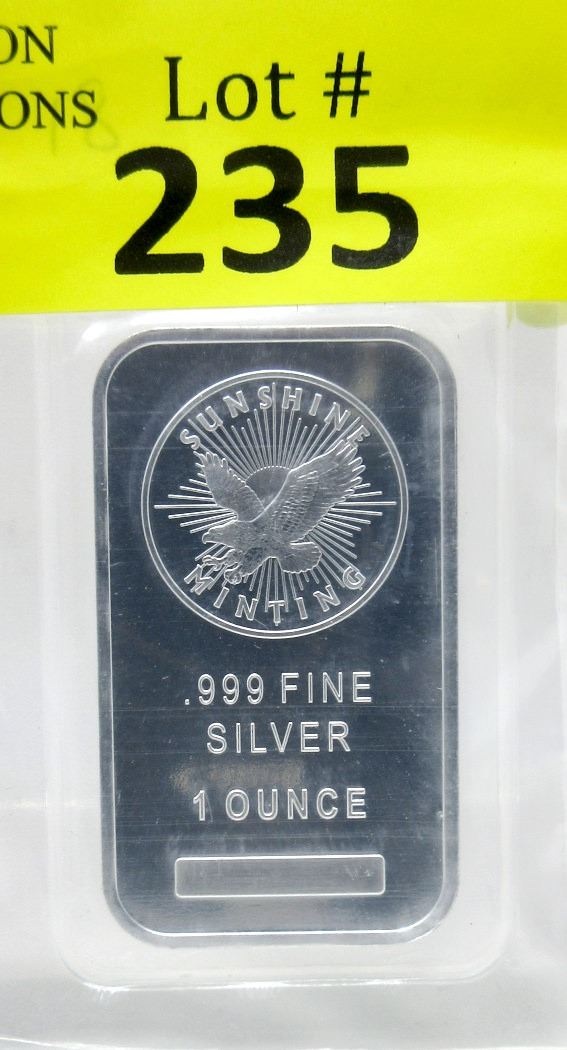 ON
ONS
Lot #
235
SUNSHINE
MINTING
.999 FINE
SILVER
1 OUNCE